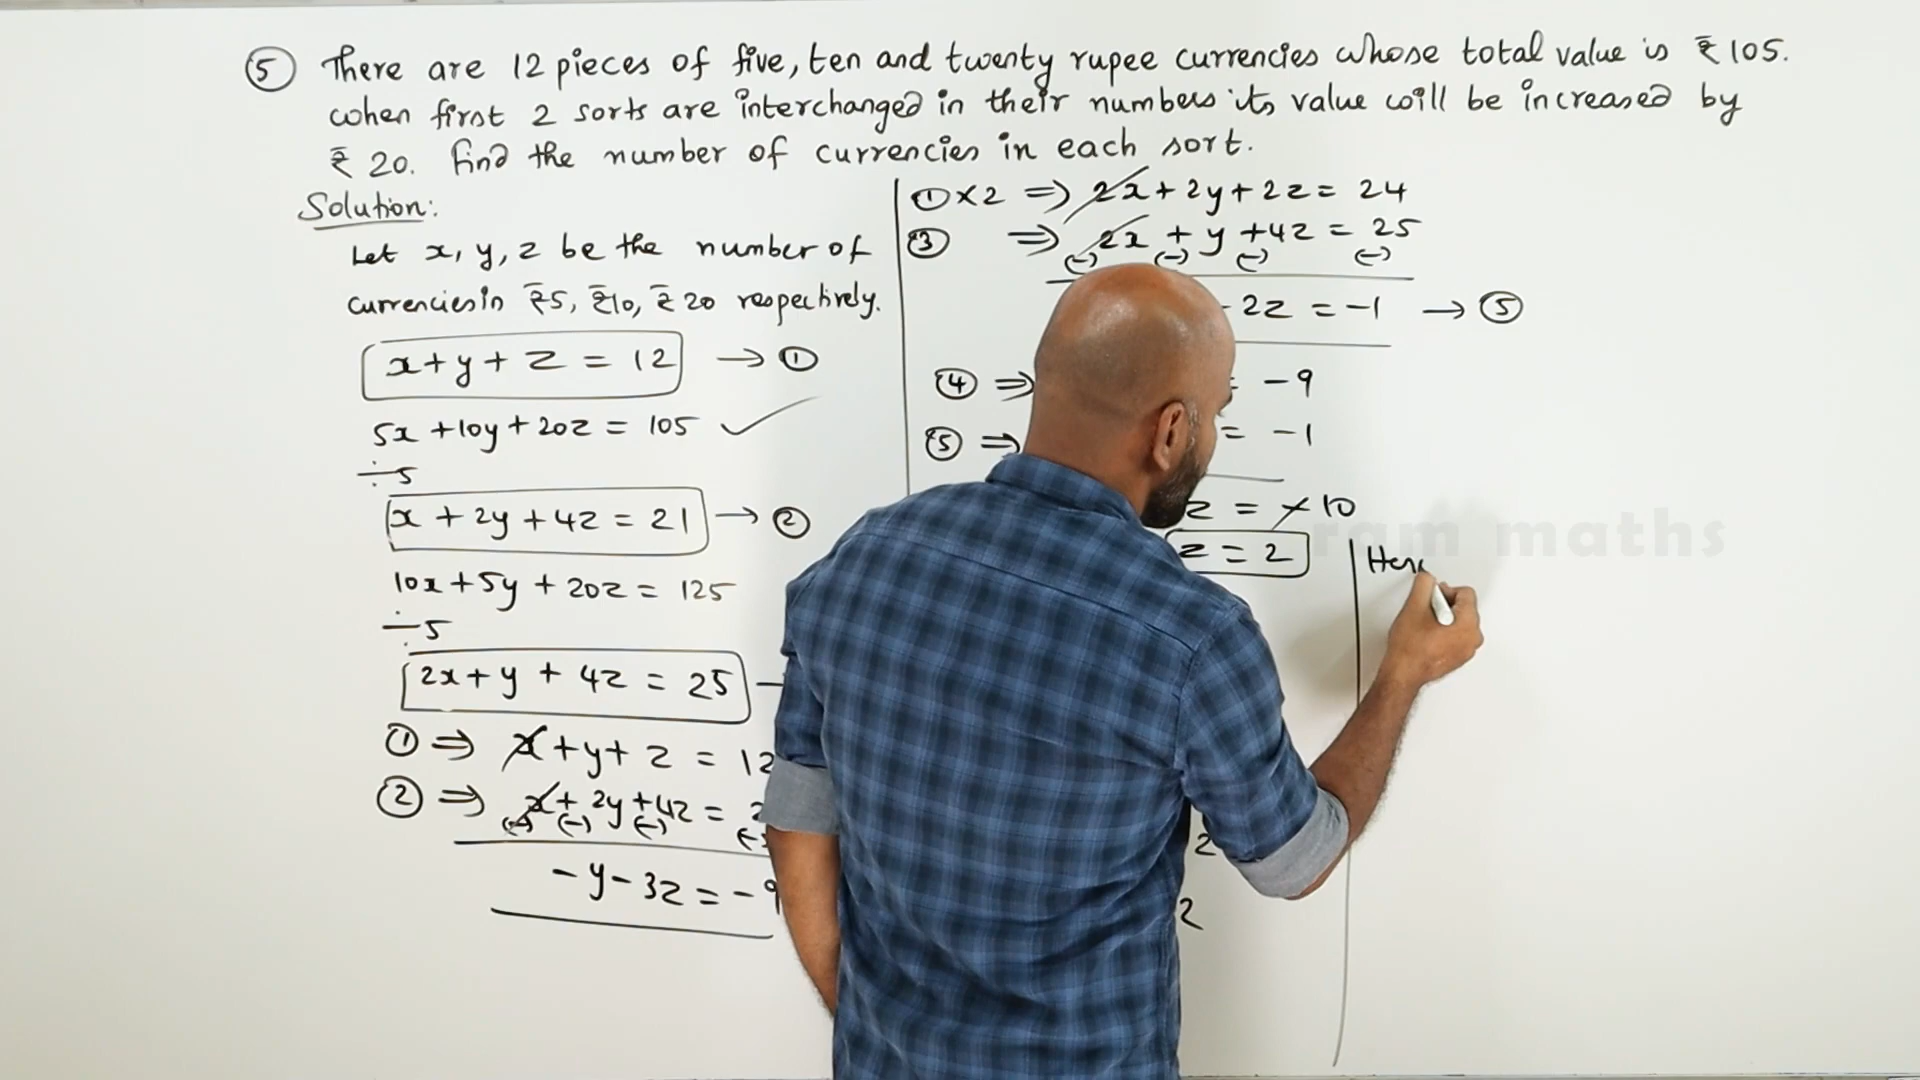 5 There are 12 pieces of five, ten and twenty rupee currencies whose total value is ₹105.
when first 2 sorts are interchanged in their numbers its value will be increased by
₹ 20. Find the number of currencies in each sort.
Solution:
Let x, y, z be the number of
currencies in ₹5, ₹10, ₹ 20 respectively.
x + y + z = 12 → 1
5x + 10y + 20z = 105 ✓
÷5
x + 2y + 4z = 21 → 2
10x + 5y + 20z = 125
÷5
2x + y + 4z = 25
1 ⇒ x + y + z = 12
2 ⇒ x + 2y + 4z = 2
(-) (-) (-) (-)
- y - 3z = - 9
1 × 2 ⇒ 2x + 2y + 2z = 24
3 ⇒ 2x + y + 4z = 25
(-) (-) (-) (-)
- 2z = -1 → 5
4 ⇒ = -9
5 ⇒ = -1
z = -10
z = 2
2
2
Henc
ram maths